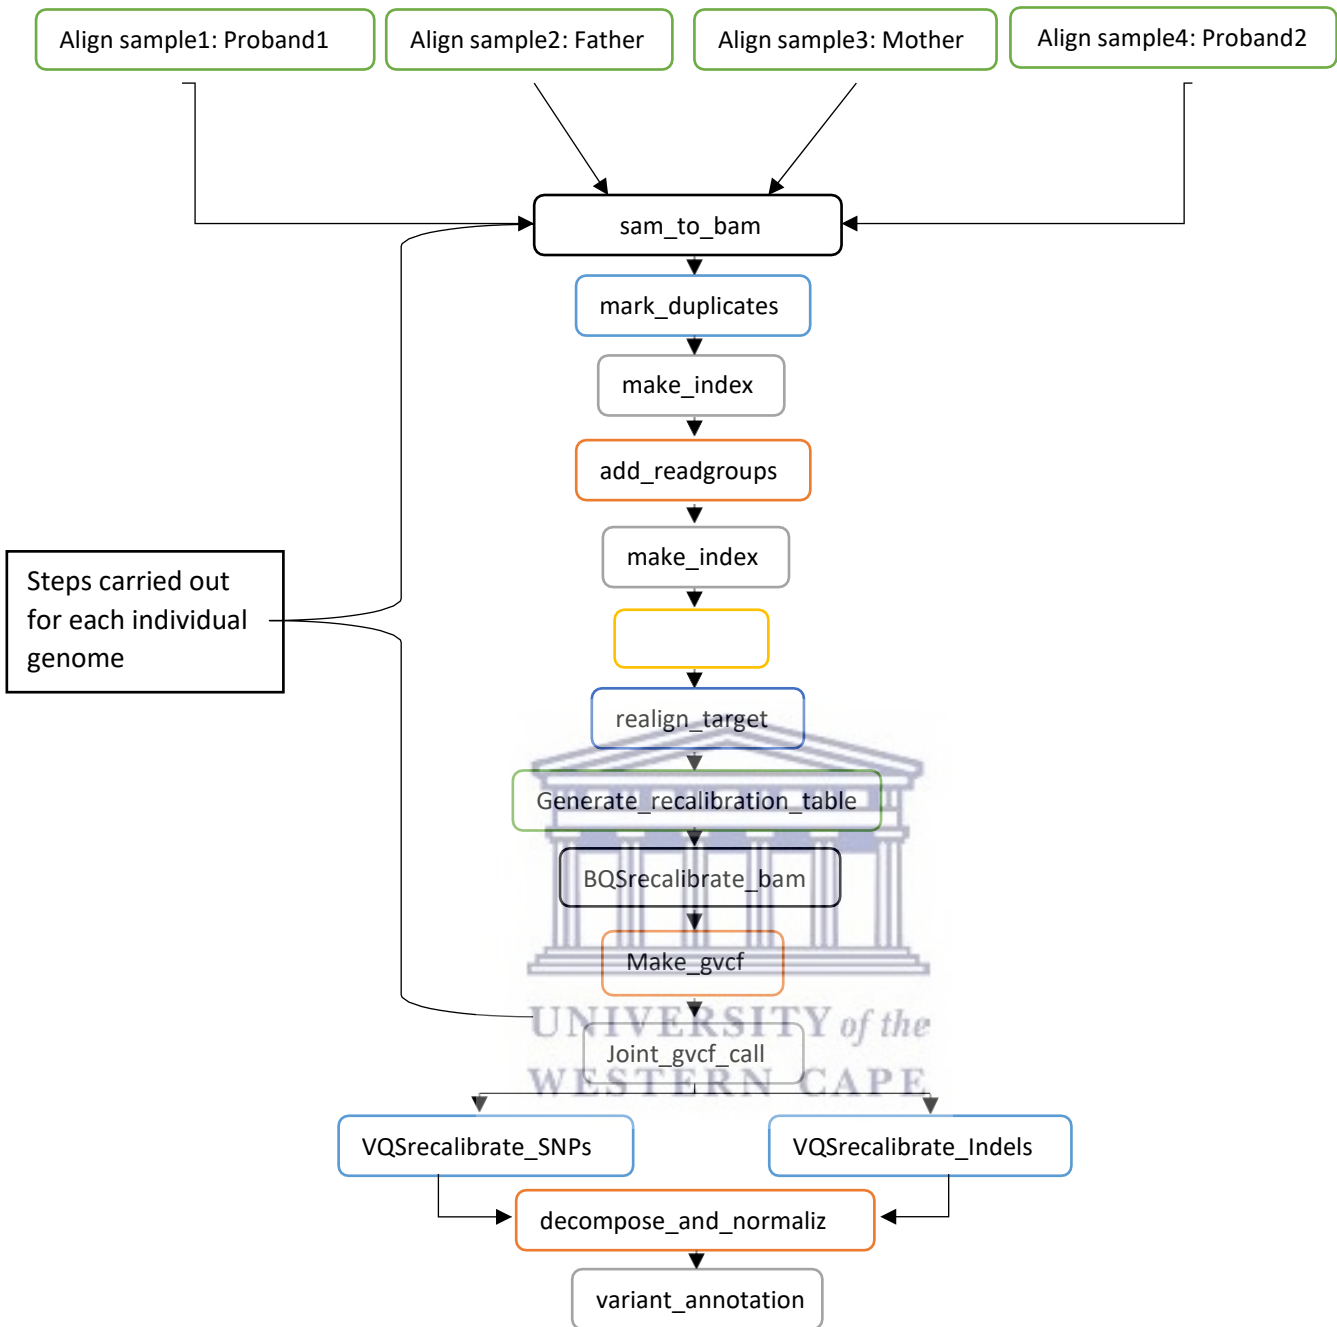 Align sample1: Proband1
Align sample2: Father
Align sample3: Mother
Align sample4: Proband2
sam_to_bam
mark_duplicates
make_index
add_readgroups
make_index
Steps carried out
for each individual
genome
realign_target
Generate_recalibration_table
BQSrecalibrate_bam
Make_gvcf
UNIVERSITY of the
Joint_gvcf_call
WESTERN CAPE
VQSrecalibrate_SNPs
VQSrecalibrate_Indels
decompose_and_normaliz
variant_annotation